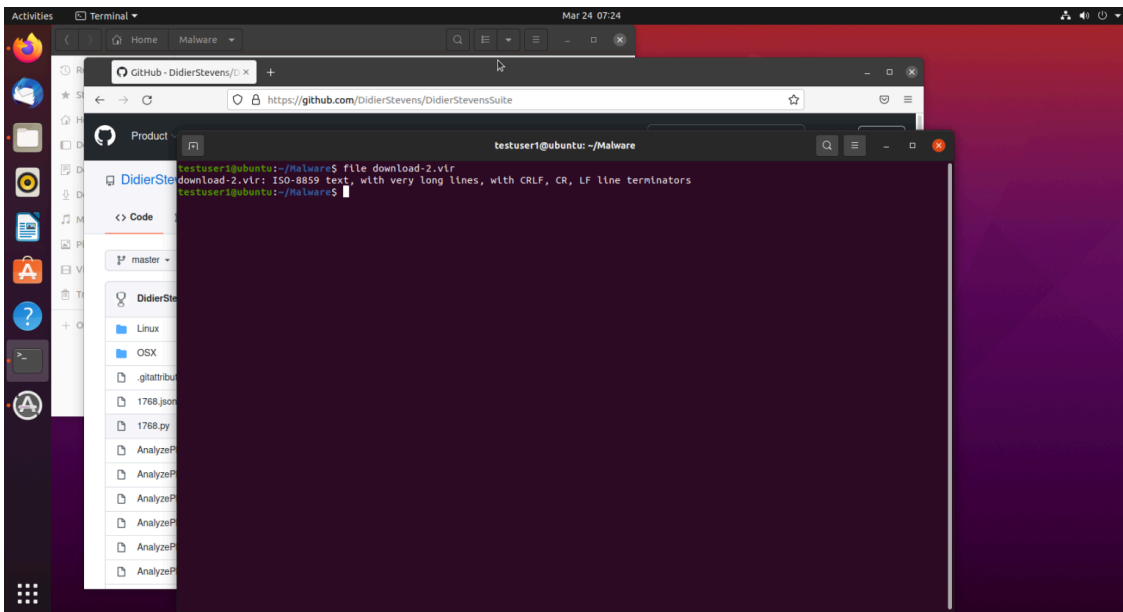 Activities
Terminal
Mar 24 07:24
Home
Malware
GitHub - DidierStevens/D
https://github.com/DidierStevens/DidierStevensSuite
Product
testuser1@ubuntu: ~/Malware
testuser1@ubuntu:~/Malware$ file download-2.vir
download-2.vir: ISO-8859 text, with very long lines, with CRLF, CR, LF line terminators
testuser1@ubuntu:~/Malware$
DidierSte
<> Code
master
DidierSte
Linux
OSX
.gitattribut
1768.json
1768.py
AnalyzeP
AnalyzeP
AnalyzeP
AnalyzeP
AnalyzeP
AnalyzeP